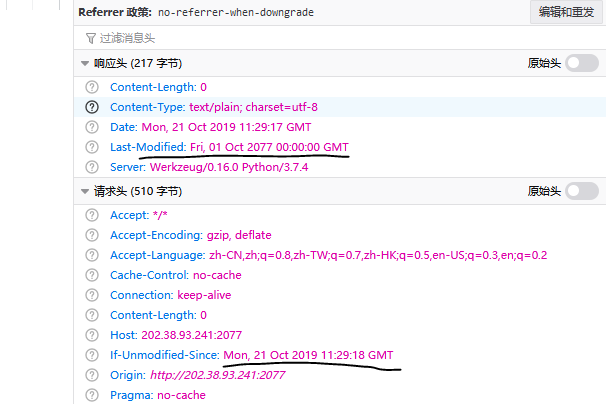 Referrer 政策: no-referrer-when-downgrade
编辑和重发
过滤消息头
响应头 (217 字节)
原始头
Content-Length: 0
Content-Type: text/plain; charset=utf-8
Date: Mon, 21 Oct 2019 11:29:17 GMT
Last-Modified: Fri, 01 Oct 2077 00:00:00 GMT
Server: Werkzeug/0.16.0 Python/3.7.4
请求头 (510 字节)
原始头
Accept: */*
Accept-Encoding: gzip, deflate
Accept-Language: zh-CN,zh;q=0.8,zh-TW;q=0.7,zh-HK;q=0.5,en-US;q=0.3,en;q=0.2
Cache-Control: no-cache
Connection: keep-alive
Content-Length: 0
Host: 202.38.93.241:2077
If-Unmodified-Since: Mon, 21 Oct 2019 11:29:18 GMT
Origin: http://202.38.93.241:2077
Pragma: no-cache